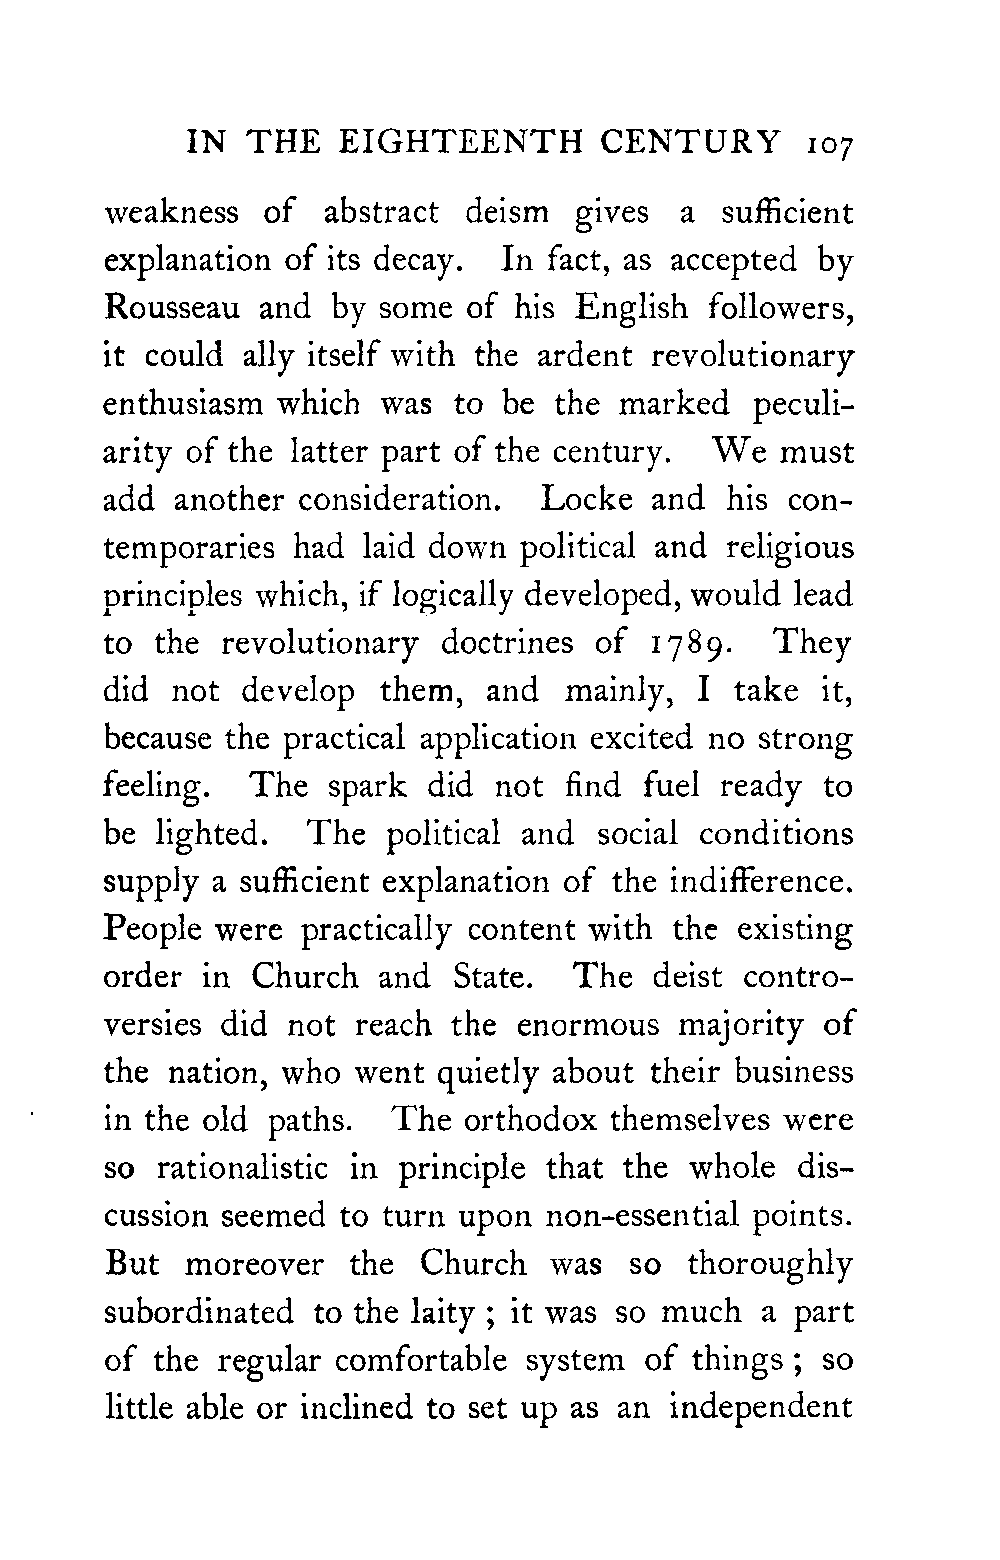 IN THE EIGHTEENTH CENTURY 107
weakness of abstract deism gives a sufficient
explanation of its decay. In fact, as accepted by
Rousseau and by some of his English followers,
it could ally itself with the ardent revolutionary
enthusiasm which was to be the marked peculi-
arity of the latter part of the century. We must
add another consideration. Locke and his con-
temporaries had laid down political and religious
principles which, if logically developed, would lead
to the revolutionary doctrines of 1789. They
did not develop them, and mainly, I take it,
because the practical application excited no strong
feeling. The spark did not find fuel ready to
be lighted. The political and social conditions
supply a sufficient explanation of the indifference.
People were practically content with the existing
order in Church and State. The deist contro-
versies did not reach the enormous majority of
the nation, who went quietly about their business
in the old paths. The orthodox themselves were
so rationalistic in principle that the whole dis-
cussion seemed to turn upon non-essential points.
But moreover the Church was so thoroughly
subordinated to the laity ; it was so much a part
of the regular comfortable system of things ; so
little able or inclined to set up as an independent